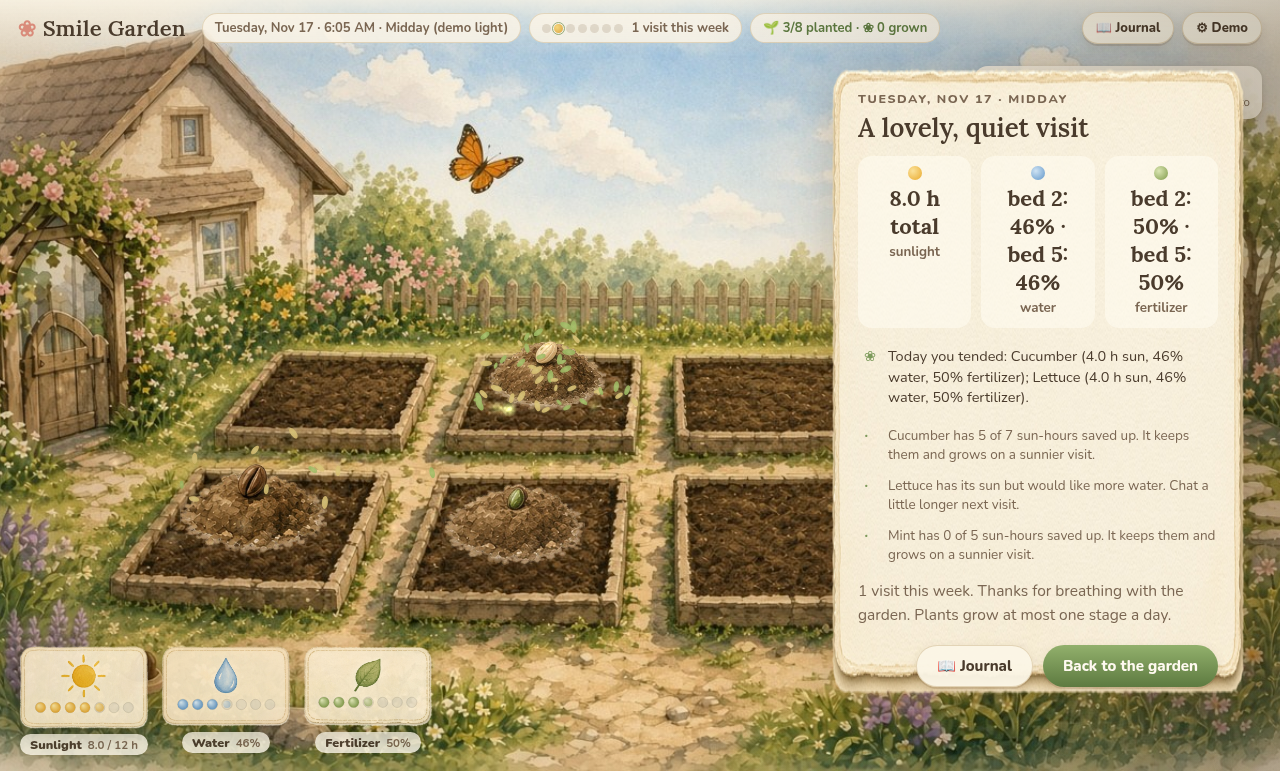 ❀ Smile Garden
Tuesday, Nov 17 · 6:05 AM · Midday (demo light)
1 visit this week
🌱 3/8 planted · ❀ 0 grown
📖 Journal
⚙ Demo
TUESDAY, NOV 17 · MIDDAY
A lovely, quiet visit
8.0 h
total
sunlight
bed 2:
46% ·
bed 5:
46%
water
bed 2:
50% ·
bed 5:
50%
fertilizer
❀ Today you tended: Cucumber (4.0 h sun, 46%
water, 50% fertilizer); Lettuce (4.0 h sun, 46%
water, 50% fertilizer).
· Cucumber has 5 of 7 sun-hours saved up. It keeps
them and grows on a sunnier visit.
· Lettuce has its sun but would like more water. Chat a
little longer next visit.
· Mint has 0 of 5 sun-hours saved up. It keeps them and
grows on a sunnier visit.
1 visit this week. Thanks for breathing with the
garden. Plants grow at most one stage a day.
📖 Journal
Back to the garden
Sunlight 8.0 / 12 h
Water 46%
Fertilizer 50%